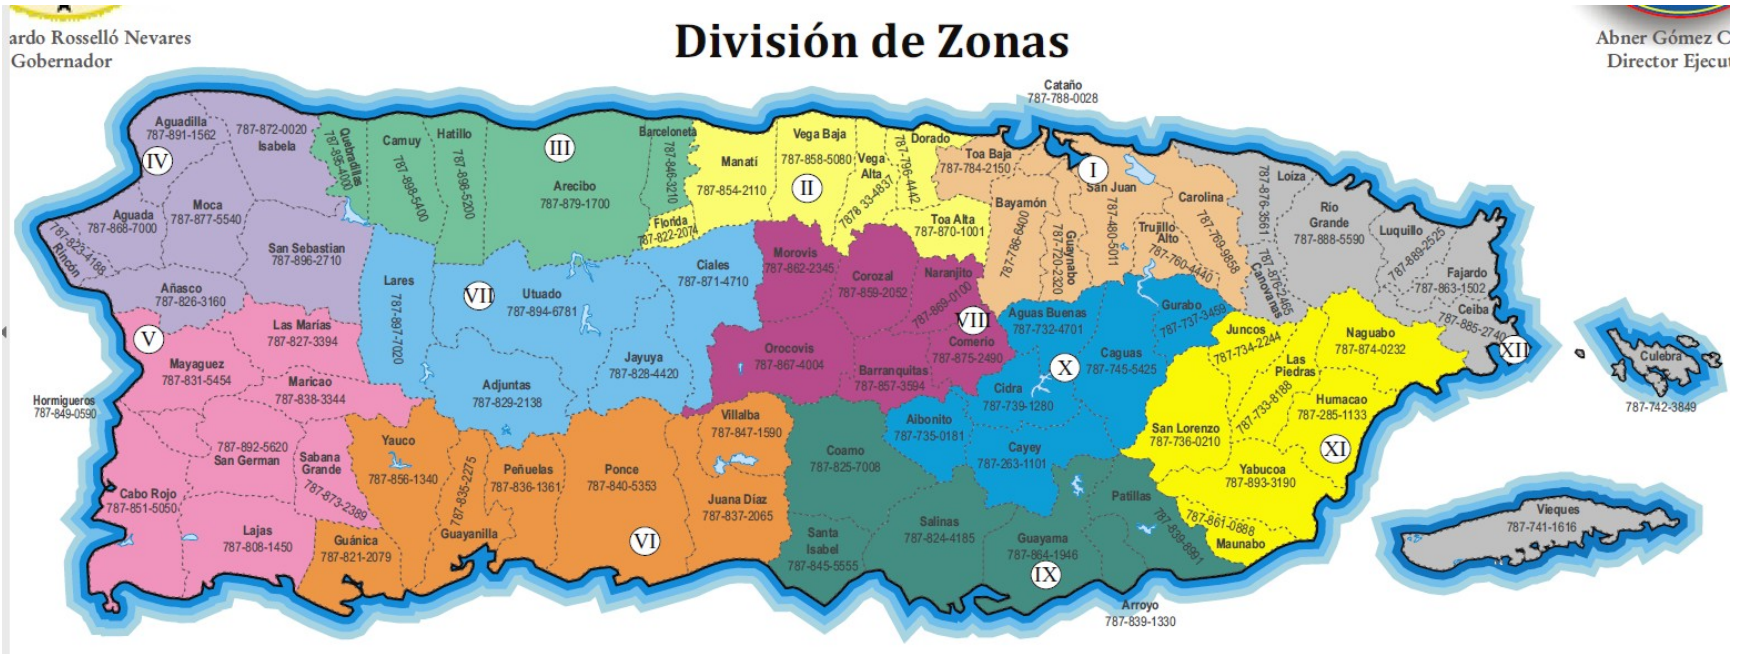 ardo Rosselló Nevares
Gobernador
División de Zonas
Abner Gómez C
Director Ejecu
Cataño
787-788-0028
Aguadilla
787-891-1562
787-872-0020
Isabela
IV
Moca
787-877-5540
Aguada
787-868-7000
787-823-4188
Rincón
San Sebastian
787-896-2710
Añasco
787-826-3160
Quebradillas
787-895-4000
Camuy
787-898-5400
Hatillo
787-898-5200
III
Arecibo
787-879-1700
Barceloneta
787-846-3210
Florida
787-822-2074
Manatí
787-854-2110
Vega Baja
787-858-5080
II
Vega
Alta
7878 33-4837
Dorado
787-796-4442
Toa Alta
787-870-1001
Toa Baja
787-784-2150
I
San Juan
787-480-5011
Bayamón
787-786-6400
Guaynabo
787-720-2320
Trujillo
Alto
787-760-4440
Carolina
787-769-9858
Loíza
787-876-3561
787-876-2465
Canovanas
Río
Grande
787-888-5590
Luquillo
787-889-2525
Fajardo
787-863-1502
Ceiba
787-885-2740
XII
Culebra
787-742-3849
Vieques
787-741-1616
V
Las Marías
787-827-3394
Mayaguez
787-831-5454
Maricao
787-838-3344
Hormigueros
787-849-0590
787-892-5620
San German
Sabana
Grande
787-873-2389
Cabo Rojo
787-851-5050
Lajas
787-808-1450
Lares
787-897-7020
VII
Utuado
787-894-6781
Ciales
787-871-4710
Jayuya
787-828-4420
Adjuntas
787-829-2138
Morovis
787-862-2345
Corozal
787-859-2052
Naranjito
787-869-0100
VIII
Comerio
787-875-2490
Orocovis
787-867-4004
Barranquitas
787-857-3594
Aguas Buenas
787-732-4701
Gurabo
787-737-3459
X
Caguas
787-745-5425
Cidra
787-739-1280
Aibonito
787-735-0181
Cayey
787-263-1101
Juncos
787-734-2244
Las
Piedras
787-733-8188
Naguabo
787-874-0232
Humacao
787-285-1133
San Lorenzo
787-736-0210
XI
Yabucoa
787-893-3190
787-861-0888
Maunabo
Yauco
787-856-1340
Guánica
787-821-2079
787-835-2275
Guayanilla
Peñuelas
787-836-1361
Ponce
787-840-5353
VI
Villalba
787-847-1590
Juana Díaz
787-837-2065
Coamo
787-825-7008
Santa
Isabel
787-845-5555
Salinas
787-824-4185
Guayama
787-864-1946
IX
Patillas
787-839-8991
Arroyo
787-839-1330